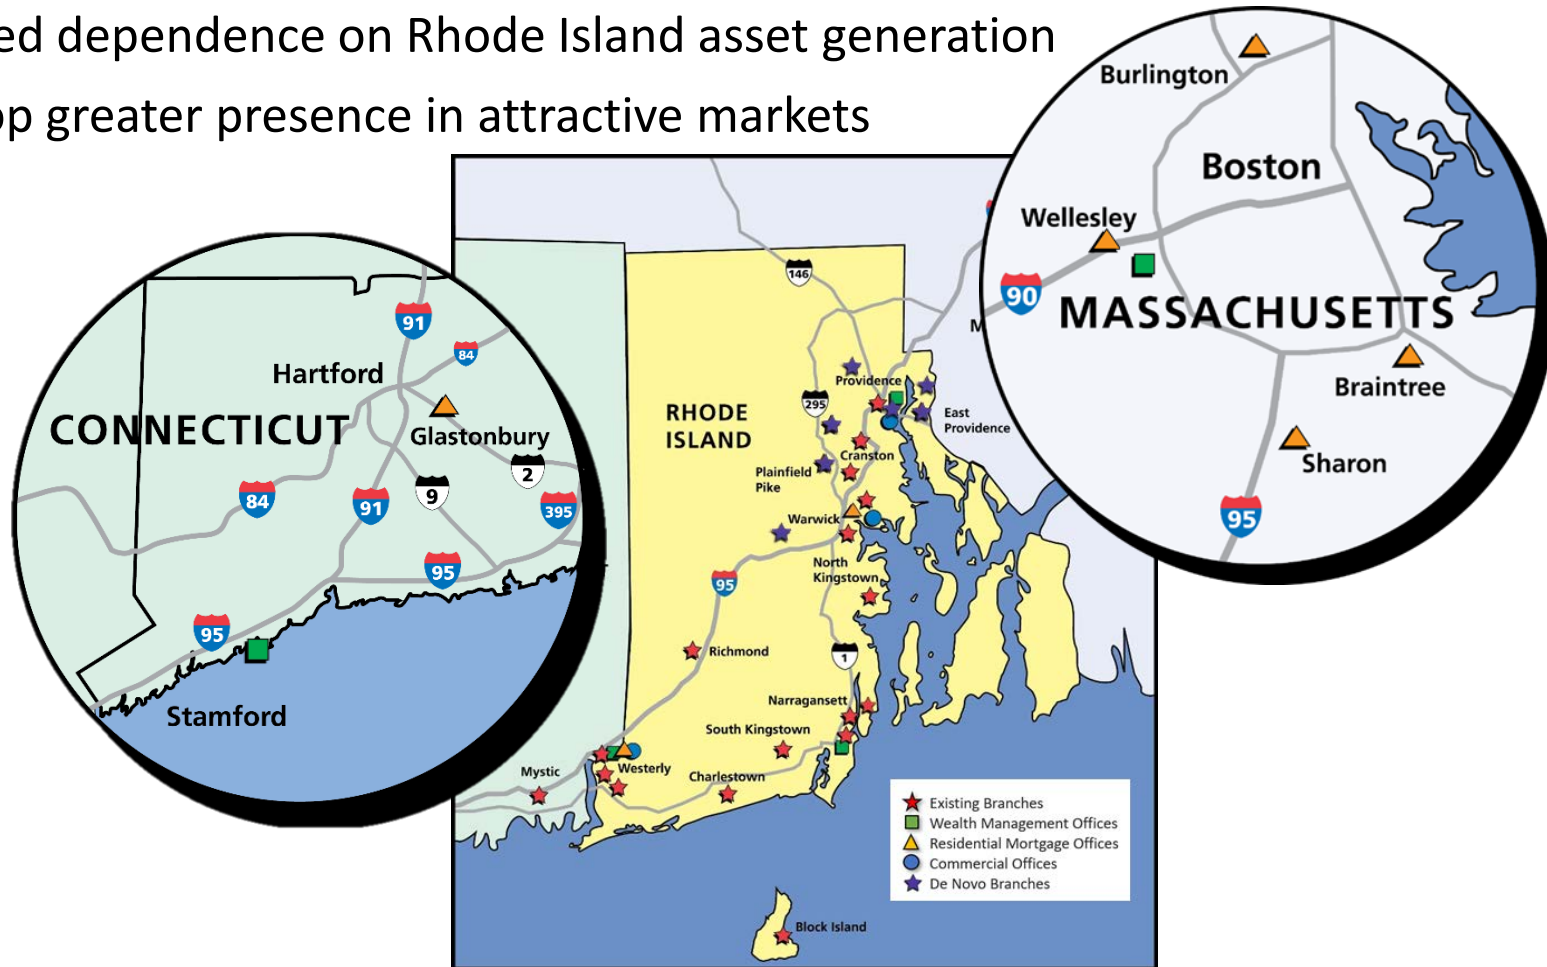 ed dependence on Rhode Island asset generation
op greater presence in attractive markets
Burlington
Boston
Wellesley
90
MASSACHUSETTS
Braintree
Sharon
95
146
M
91
84
Hartford
CONNECTICUT
Glastonbury
2
9
84
91
395
95
95
Stamford
RHODE
ISLAND
295
Providence
East
Providence
Cranston
Plainfield
Pike
Warwick
North
Kingstown
95
Richmond
1
Narragansett
South Kingstown
Mystic
Westerly
Charlestown
Existing Branches
Wealth Management Offices
Residential Mortgage Offices
Commercial Offices
De Novo Branches
Block Island